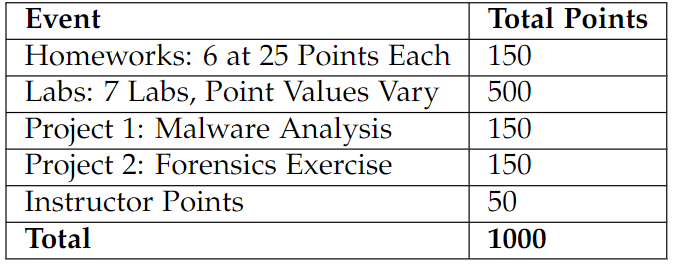 Event Total Points
Homeworks: 6 at 25 Points Each 150
Labs: 7 Labs, Point Values Vary 500
Project 1: Malware Analysis 150
Project 2: Forensics Exercise 150
Instructor Points 50
Total 1000